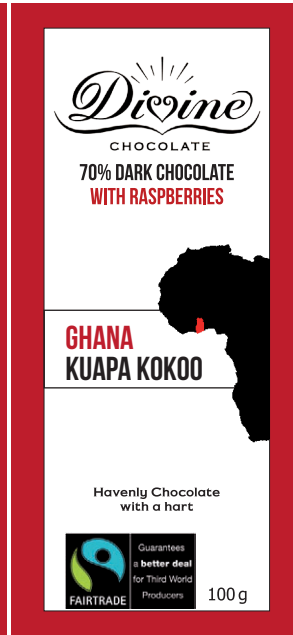 Divine
CHOCOLATE
70% DARK CHOCOLATE
WITH RASPBERRIES
GHANA
KUAPA KOKOO
Havenly Chocolate
with a hart
FAIRTRADE
Guarantees
a better deal
for Third World
Producers
100 g